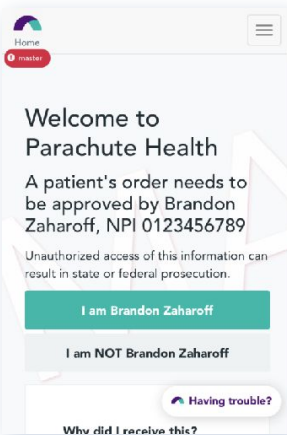 Home
master
Welcome to
Parachute Health
A patient's order needs to
be approved by Brandon
Zaharoff, NPI 0123456789
Unauthorized access of this information can
result in state or federal prosecution.
I am Brandon Zaharoff
I am NOT Brandon Zaharoff
Having trouble?
Why did I receive this?